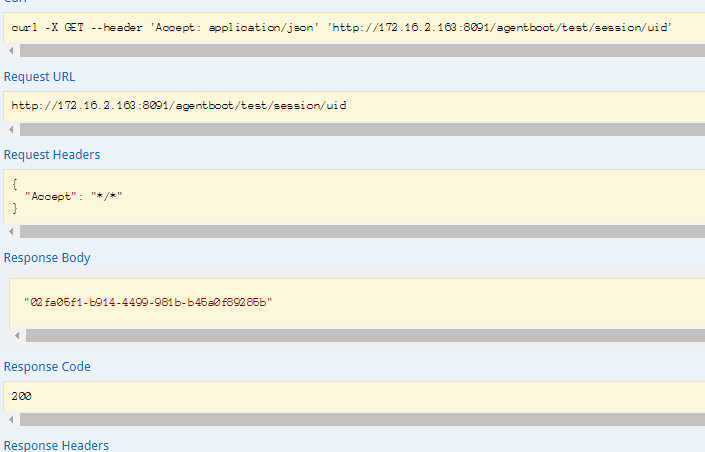 Curl
curl -X GET --header 'Accept: application/json' 'http://172.16.2.163:8091/agentboot/test/session/uid'
Request URL
http://172.16.2.163:8091/agentboot/test/session/uid
Request Headers
{
"Accept": "*/*"
}
Response Body
"02fa05f1-b914-4499-981b-b45a0f89285b"
Response Code
200
Response Headers